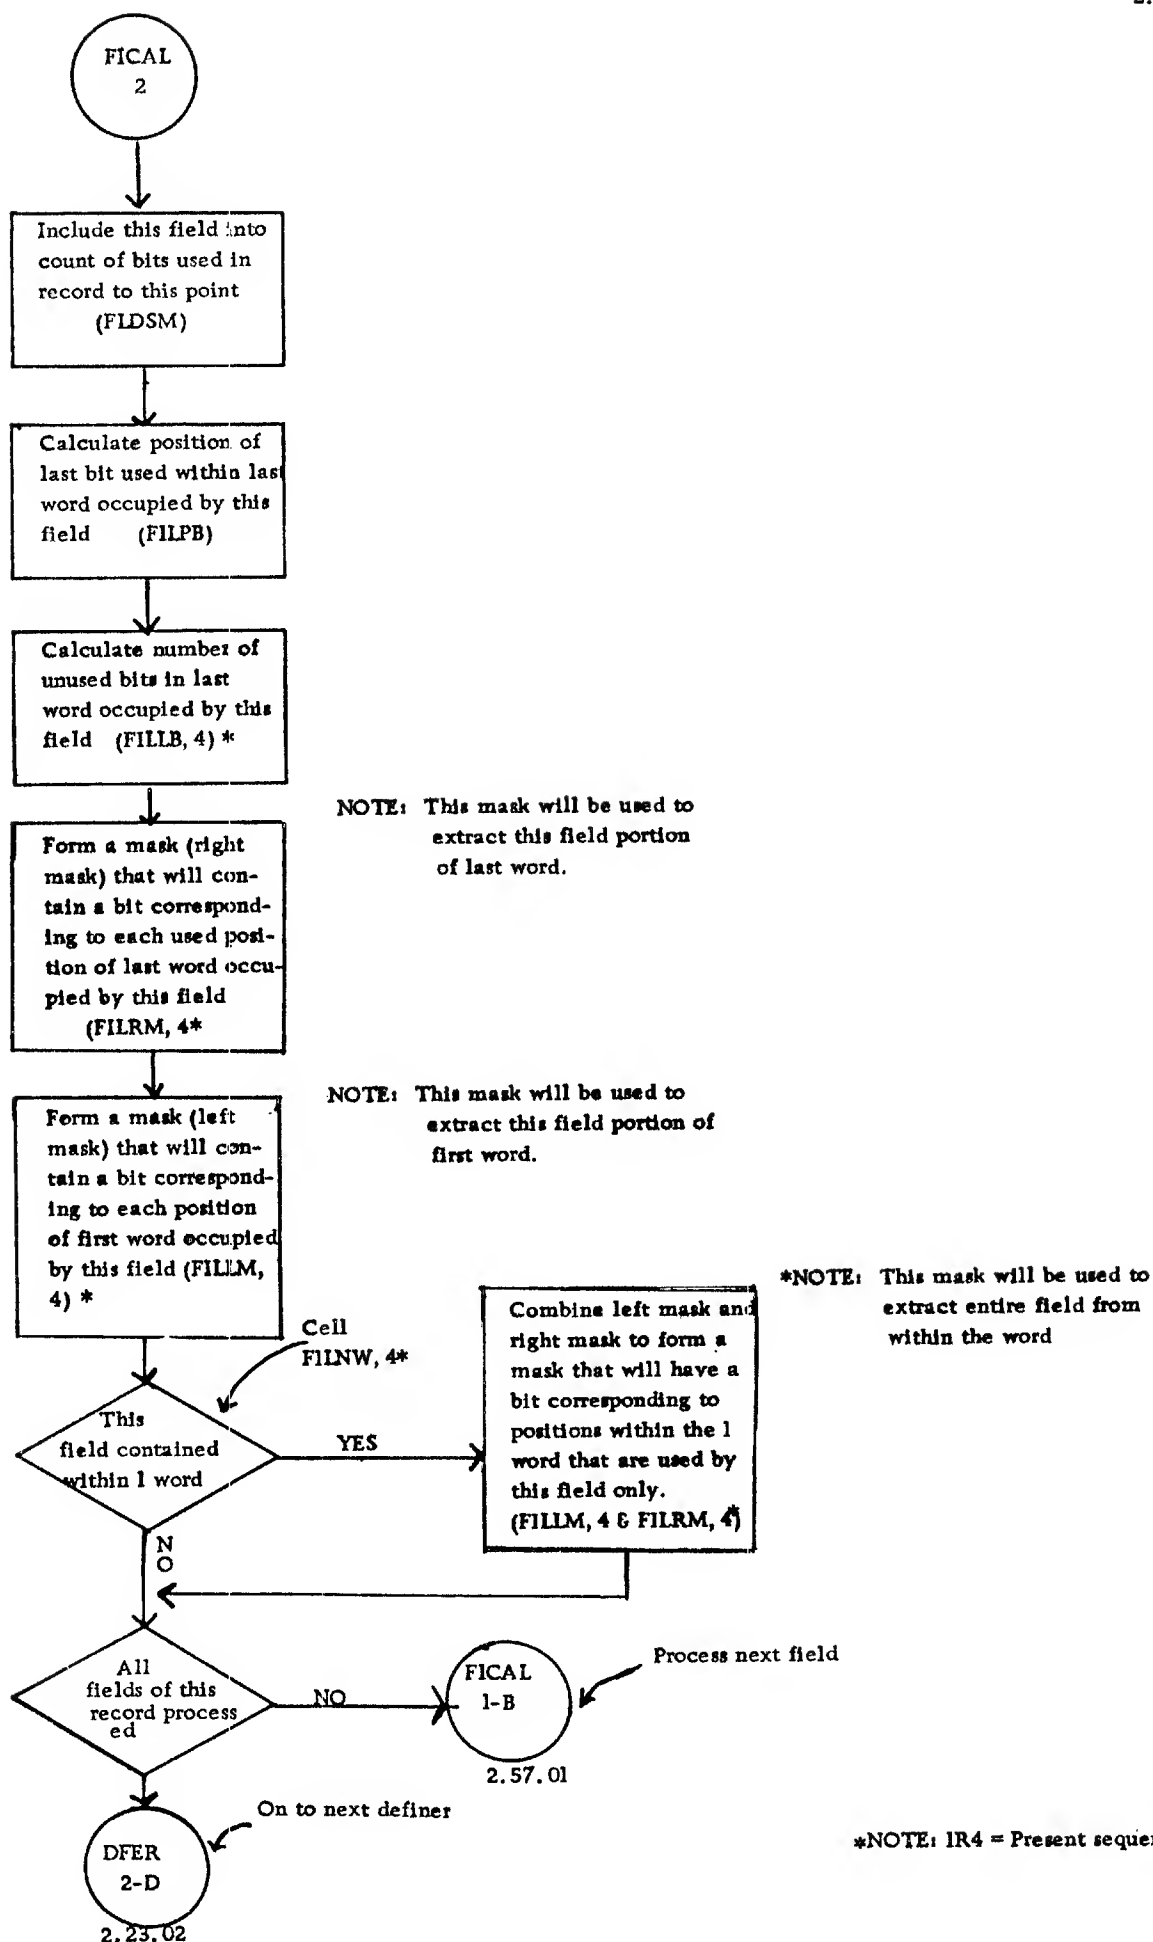 2.
FICAL
2
Include this field into
count of bits used in
record to this point
(FLDSM)
Calculate position of
last bit used within last
word occupied by this
field (FILPB)
Calculate number of
unused bits in last
word occupied by this
field (FILLB, 4) *
NOTE: This mask will be used to
extract this field portion
of last word.
Form a mask (right
mask) that will con-
tain a bit correspond-
ing to each used posi-
tion of last word occu-
pied by this field
(FILRM, 4*
NOTE: This mask will be used to
extract this field portion of
first word.
Form a mask (left
mask) that will con-
tain a bit correspond-
ing to each position
of first word occupied
by this field (FILLM,
4) *
Cell
FILNW, 4*
*NOTE: This mask will be used to
extract entire field from
within the word
Combine left mask and
right mask to form a
mask that will have a
bit corresponding to
positions within the 1
word that are used by
this field only.
(FILLM, 4 & FILRM, 4*)
This
field contained
within 1 word
YES
NO
All
fields of this
record process
ed
NO
FICAL
1-B
2.57.01
Process next field
DFER
2-D
2.23.02
On to next definer
*NOTE: IR4 = Present seque